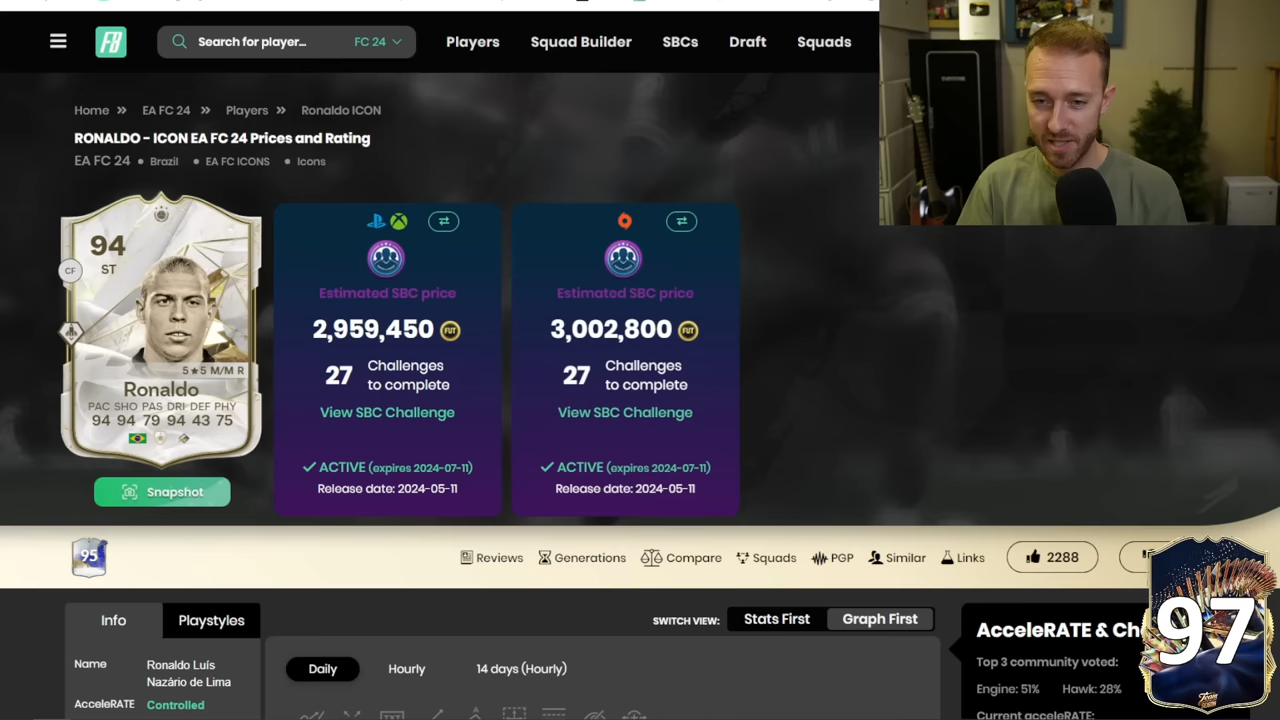 FB
Search for player...
FC 24
Players
Squad Builder
SBCs
Draft
Squads
Home » EA FC 24 » Players » Ronaldo ICON
RONALDO - ICON EA FC 24 Prices and Rating
EA FC 24 • Brazil • EA FC ICONS • Icons
94
ST
CF
5★5 M/M R
Ronaldo
PAC SHO PAS DRI DEF PHY
94 94 79 94 43 75
Snapshot
Estimated SBC price
2,959,450 FUT
27 Challenges to complete
View SBC Challenge
ACTIVE (expires 2024-07-11)
Release date: 2024-05-11
Estimated SBC price
3,002,800 FUT
27 Challenges to complete
View SBC Challenge
ACTIVE (expires 2024-07-11)
Release date: 2024-05-11
95
Reviews
Generations
Compare
Squads
PGP
Similar
Links
2288
Info
Playstyles
SWITCH VIEW:
Stats First
Graph First
Name
Ronaldo Luís
Nazário de Lima
AcceleRATE
Controlled
Daily
Hourly
14 days (Hourly)
TXT
AcceleRATE & Ch
Top 3 community voted:
Engine: 51% Hawk: 28%
Current acceleRATE:
97